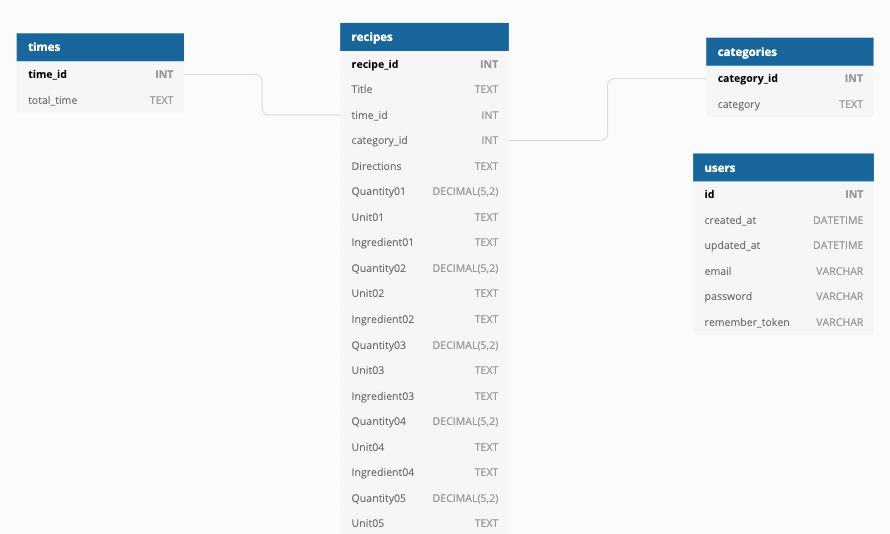 times
time_id INT
total_time TEXT
recipes
recipe_id INT
Title TEXT
time_id INT
category_id INT
Directions TEXT
Quantity01 DECIMAL(5,2)
Unit01 TEXT
Ingredient01 TEXT
Quantity02 DECIMAL(5,2)
Unit02 TEXT
Ingredient02 TEXT
Quantity03 DECIMAL(5,2)
Unit03 TEXT
Ingredient03 TEXT
Quantity04 DECIMAL(5,2)
Unit04 TEXT
Ingredient04 TEXT
Quantity05 DECIMAL(5,2)
Unit05 TEXT
categories
category_id INT
category TEXT
users
id INT
created_at DATETIME
updated_at DATETIME
email VARCHAR
password VARCHAR
remember_token VARCHAR